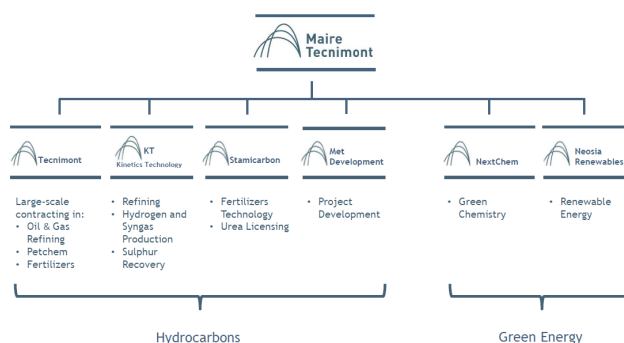 Maire
Tecnimont
Tecnimont
KT
Kinetics Technology
Stamicarbon
Met
Development
NextChem
Neosia
Renewables
Large-scale
contracting in:
• Oil & Gas
Refining
• Petchem
• Fertilizers
• Refining
• Hydrogen and
Syngas
Production
• Sulphur
Recovery
• Fertilizers
Technology
• Urea Licensing
• Project
Development
• Green
Chemistry
• Renewable
Energy
Hydrocarbons
Green Energy